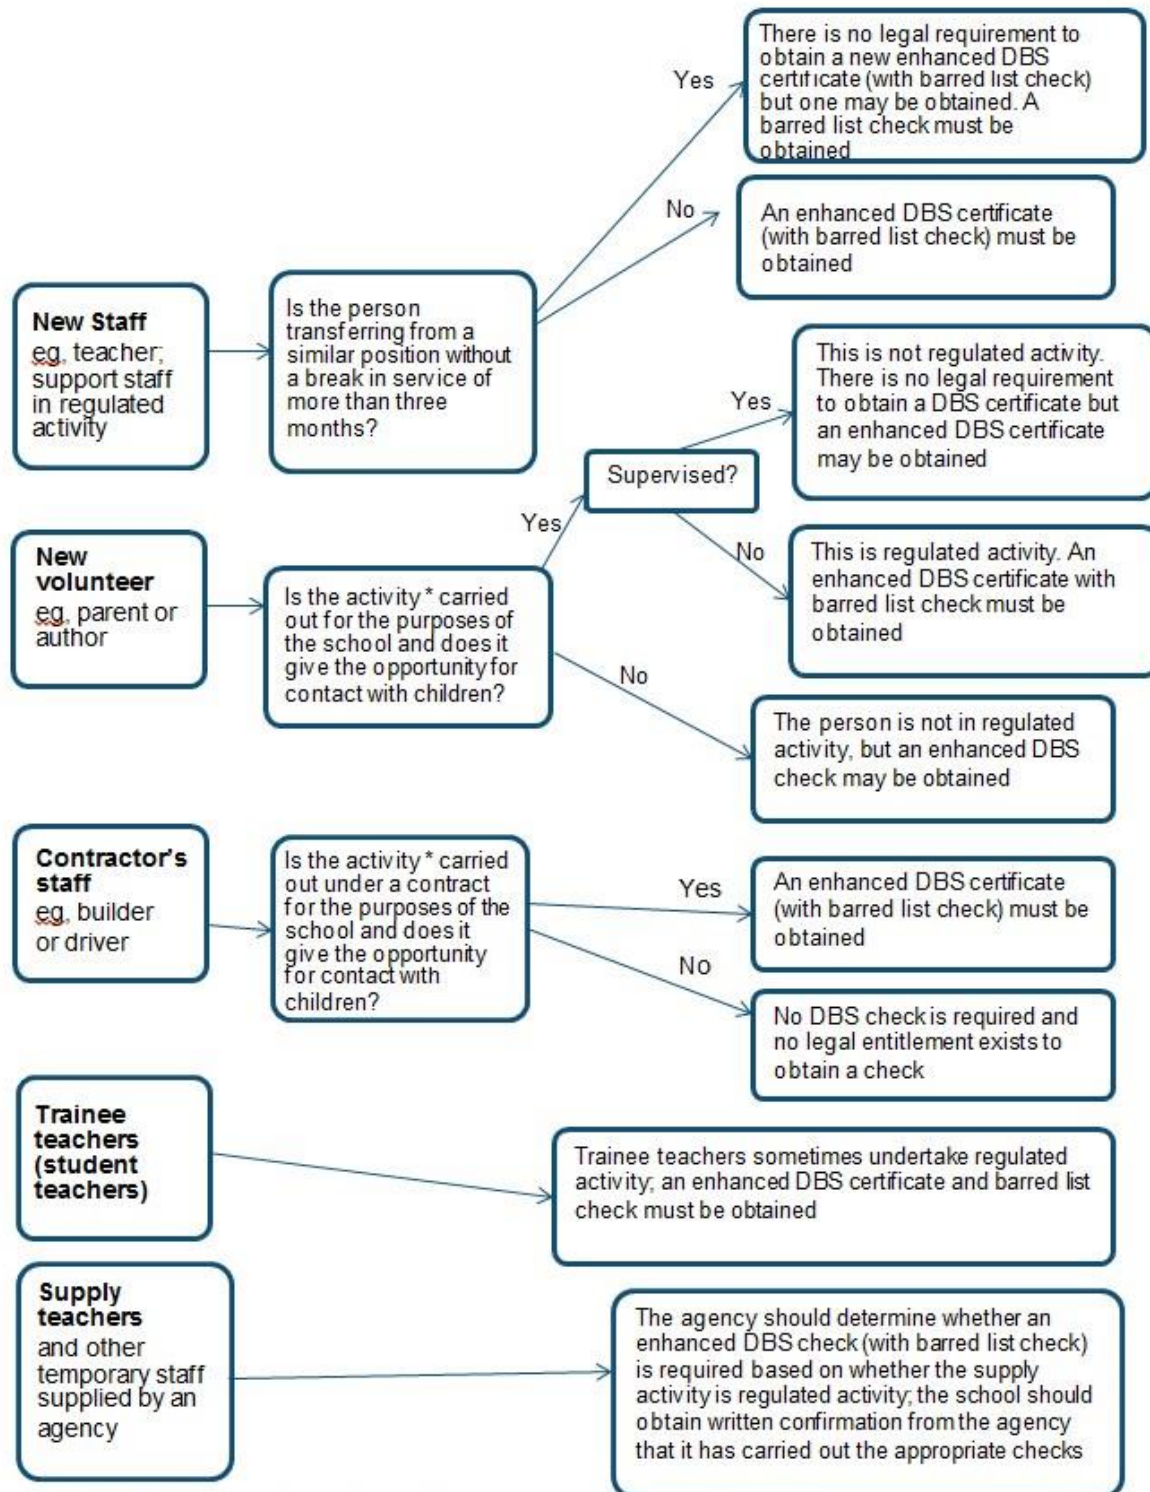 There is no legal requirement to
obtain a new enhanced DBS
certificate (with barred list check)
but one may be obtained. A
barred list check must be
obtained
Yes
No
An enhanced DBS certificate
(with barred list check) must be
obtained
New Staff
eg, teacher;
support staff
in regulated
activity
Is the person
transferring from a
similar position without
a break in service of
more than three
months?
This is not regulated activity.
There is no legal requirement
to obtain a DBS certificate but
an enhanced DBS certificate
may be obtained
Yes
Supervised?
Yes
No
This is regulated activity. An
enhanced DBS certificate with
barred list check must be
obtained
New
volunteer
eg, parent or
author
Is the activity * carried
out for the purposes of
the school and does it
give the opportunity for
contact with children?
No
The person is not in regulated
activity, but an enhanced DBS
check may be obtained
Contractor's
staff
eg, builder
or driver
Is the activity * carried
out under a contract
for the purposes of the
school and does it
give the opportunity
for contact with
children?
Yes
An enhanced DBS certificate
(with barred list check) must be
obtained
No
No DBS check is required and
no legal entitlement exists to
obtain a check
Trainee
teachers
(student
teachers)
Trainee teachers sometimes undertake regulated
activity; an enhanced DBS certificate and barred list
check must be obtained
Supply
teachers
and other
temporary staff
supplied by an
agency
The agency should determine whether an
enhanced DBS check (with barred list check)
is required based on whether the supply
activity is regulated activity; the school should
obtain written confirmation from the agency
that it has carried out the appropriate checks